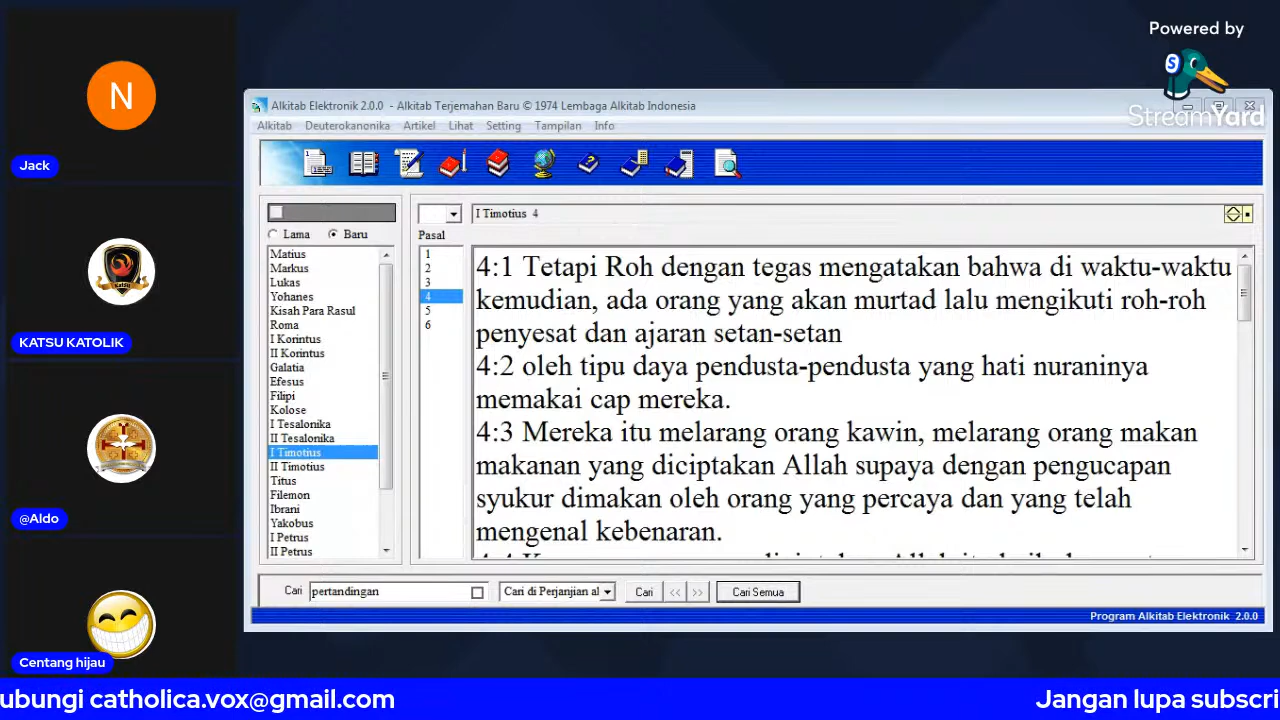 Powered by
StreamYard
N
Jack
KATSU KATOLIK
@Aldo
Centang hijau
Alkitab Elektronik 2.0.0 - Alkitab Terjemahan Baru © 1974 Lembaga Alkitab Indonesia
Alkitab Deuterokanonika Artikel Lihat Setting Tampilan Info
Lama Baru
Matius
Markus
Lukas
Yohanes
Kisah Para Rasul
Roma
I Korintus
II Korintus
Galatia
Efesus
Filipi
Kolose
I Tesalonika
II Tesalonika
I Timotius
II Timotius
Titus
Filemon
Ibrani
Yakobus
I Petrus
II Petrus
Pasal
1
2
3
4
5
6
I Timotius 4
4:1 Tetapi Roh dengan tegas mengatakan bahwa di waktu-waktu
kemudian, ada orang yang akan murtad lalu mengikuti roh-roh
penyesat dan ajaran setan-setan
4:2 oleh tipu daya pendusta-pendusta yang hati nuraninya
memakai cap mereka.
4:3 Mereka itu melarang orang kawin, melarang orang makan
makanan yang diciptakan Allah supaya dengan pengucapan
syukur dimakan oleh orang yang percaya dan yang telah
mengenal kebenaran.
Cari pertandingan Cari di Perjanjian al Cari << >> Cari Semua
Program Alkitab Elektronik 2.0.0
ubungi catholica.vox@gmail.com Jangan lupa subscri